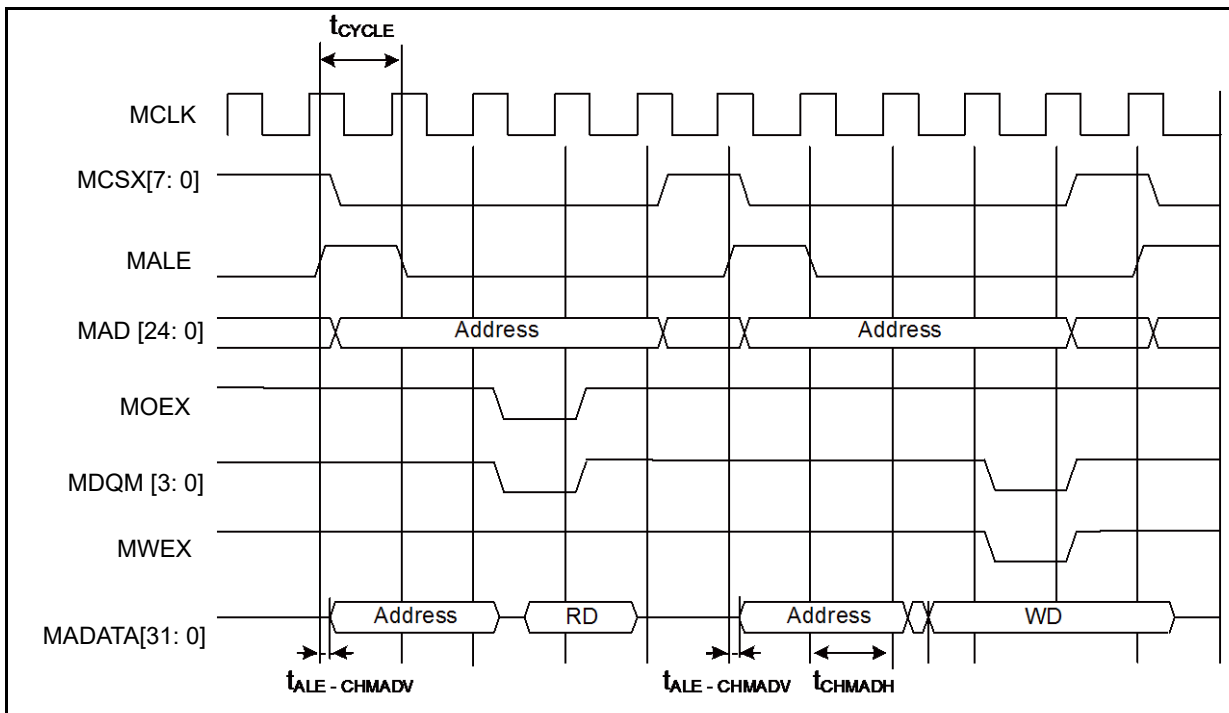 tCYCLE
MCLK
MCSX[7: 0]
MALE
MAD [24: 0]
Address
Address
MOEX
MDQM [3: 0]
MWEX
MADATA[31: 0]
Address
RD
Address
WD
tALE - CHMADV
tALE - CHMADV
tCHMADH